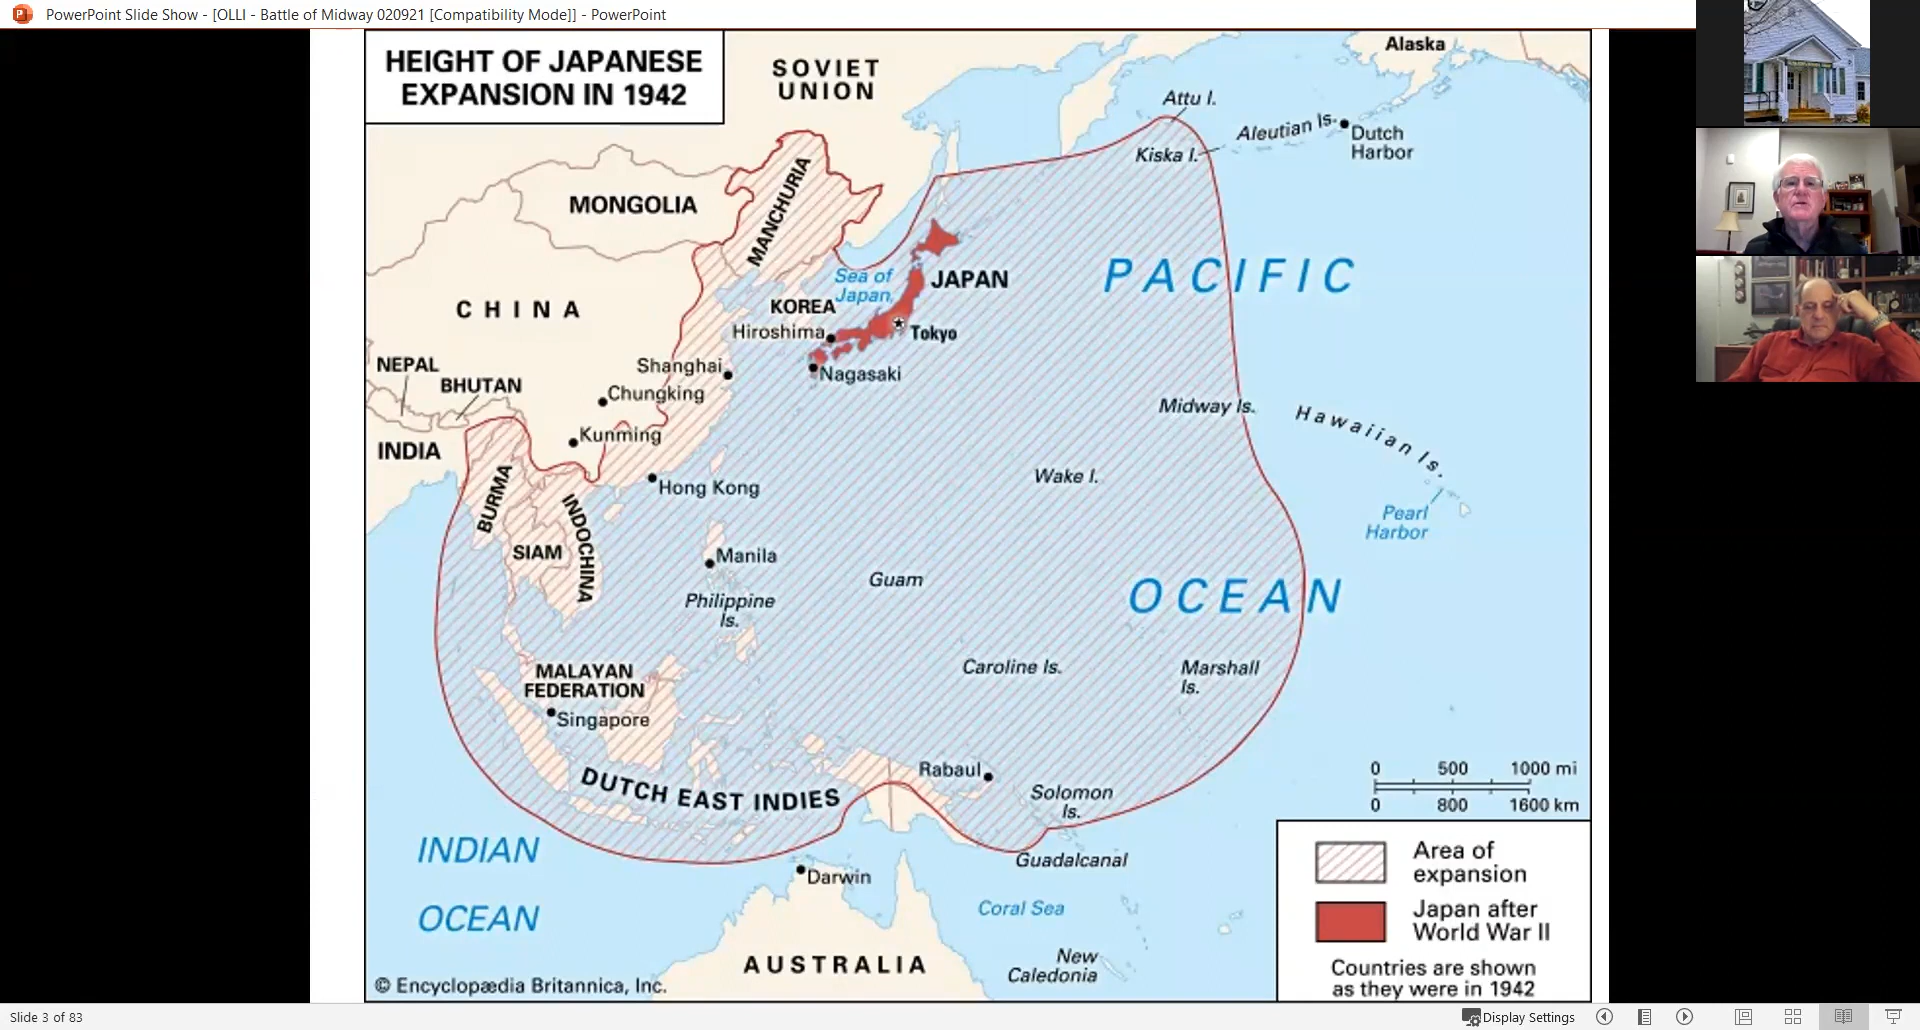 PowerPoint Slide Show - [OLLI - Battle of Midway 020921 [Compatibility Mode]] - PowerPoint
HEIGHT OF JAPANESE
EXPANSION IN 1942
SOVIET
UNION
Alaska
Attu I.
Aleutian Is.
Dutch
Harbor
Kiska I.
MONGOLIA
MANCHURIA
CHINA
Sea of
Japan
JAPAN
PACIFIC
KOREA
Hiroshima
Tokyo
Nagasaki
Shanghai
Chungking
NEPAL
BHUTAN
Kunming
INDIA
Midway Is.
Hawaiian Is.
BURMA
Hong Kong
Wake I.
Pearl
Harbor
INDOCHINA
SIAM
Manila
Guam
Philippine
Is.
OCEAN
MALAYAN
FEDERATION
Singapore
Caroline Is.
Marshall
Is.
DUTCH EAST INDIES
Rabaul
Solomon
Is.
0 500 1000 mi
0 800 1600 km
INDIAN
OCEAN
Darwin
Guadalcanal
Coral Sea
New
Caledonia
AUSTRALIA
Area of
expansion
Japan after
World War II
Countries are shown
as they were in 1942
© Encyclopædia Britannica, Inc.
Slide 3 of 83
Display Settings